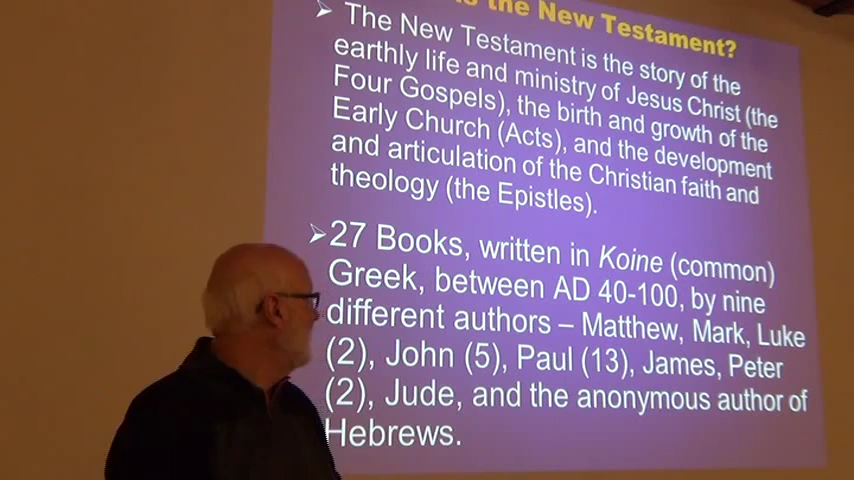 is the New Testament?
➢ The New Testament is the story of the
earthly life and ministry of Jesus Christ (the
Four Gospels), the birth and growth of the
Early Church (Acts), and the development
and articulation of the Christian faith and
theology (the Epistles).
➢ 27 Books, written in Koine (common)
Greek, between AD 40-100, by nine
different authors – Matthew, Mark, Luke
(2), John (5), Paul (13), James, Peter
(2), Jude, and the anonymous author of
Hebrews.